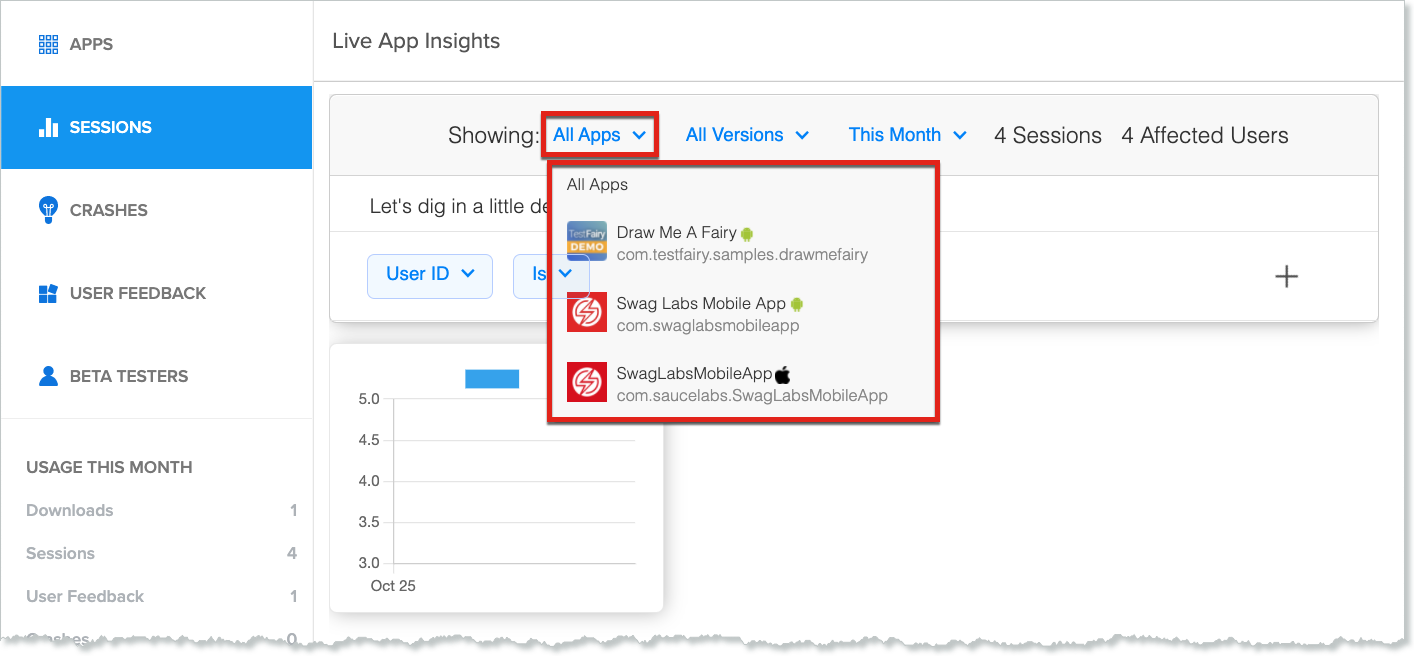 APPS
SESSIONS
CRASHES
USER FEEDBACK
BETA TESTERS
USAGE THIS MONTH
Downloads 1
Sessions 4
User Feedback 1
Crashes 0
Live App Insights
Showing: All Apps All Versions This Month 4 Sessions 4 Affected Users
Let's dig in a little de
User ID Is
All Apps
TestFairy
DEMO
Draw Me A Fairy
com.testfairy.samples.drawmefairy
Swag Labs Mobile App
com.swaglabsmobileapp
SwagLabsMobileApp
com.saucelabs.SwagLabsMobileApp
5.0
4.5
4.0
3.5
3.0
Oct 25